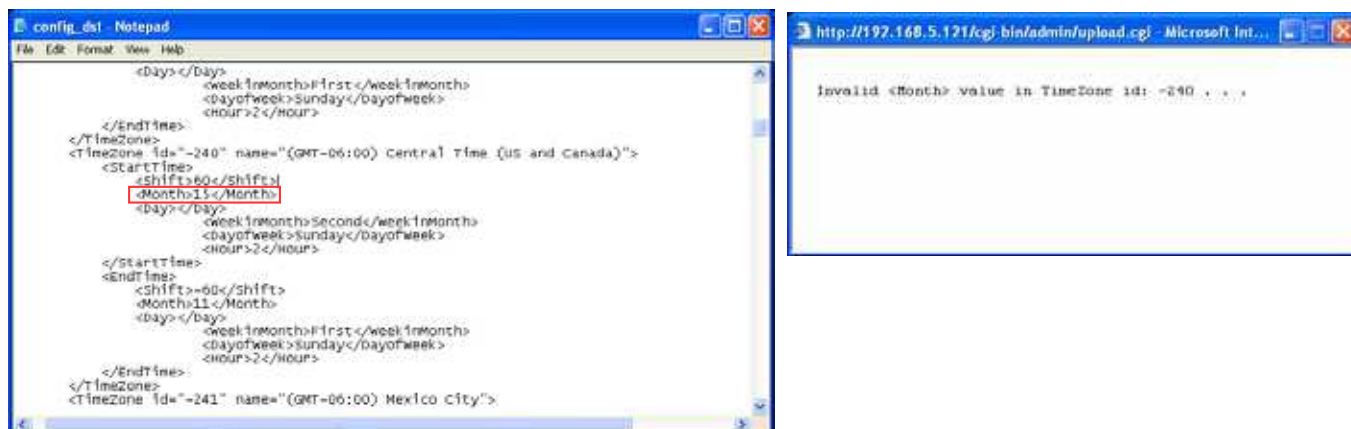 config_dst - Notepad
File Edit Format View Help
<Day></Day>
<WeekInMonth>First</WeekInMonth>
<DayofWeek>Sunday</DayofWeek>
<Hour>2</Hour>
</EndTime>
</TimeZone>
<TimeZone id="-240" name="(GMT-06:00) Central Time (US and Canada)">
<StartTime>
<Shift>60</Shift>
<Month>15</Month>
<Day></Day>
<WeekInMonth>Second</WeekInMonth>
<DayofWeek>Sunday</DayofWeek>
<Hour>2</Hour>
</StartTime>
<EndTime>
<Shift>-60</Shift>
<Month>11</Month>
<Day></Day>
<WeekInMonth>First</WeekInMonth>
<DayofWeek>Sunday</DayofWeek>
<Hour>2</Hour>
</EndTime>
</TimeZone>
<TimeZone id="-241" name="(GMT-06:00) Mexico City">
http://192.168.5.121/cgi-bin/admin/upload.cgi - Microsoft Int...
Invalid <Month> value in TimeZone id: -240 . . .